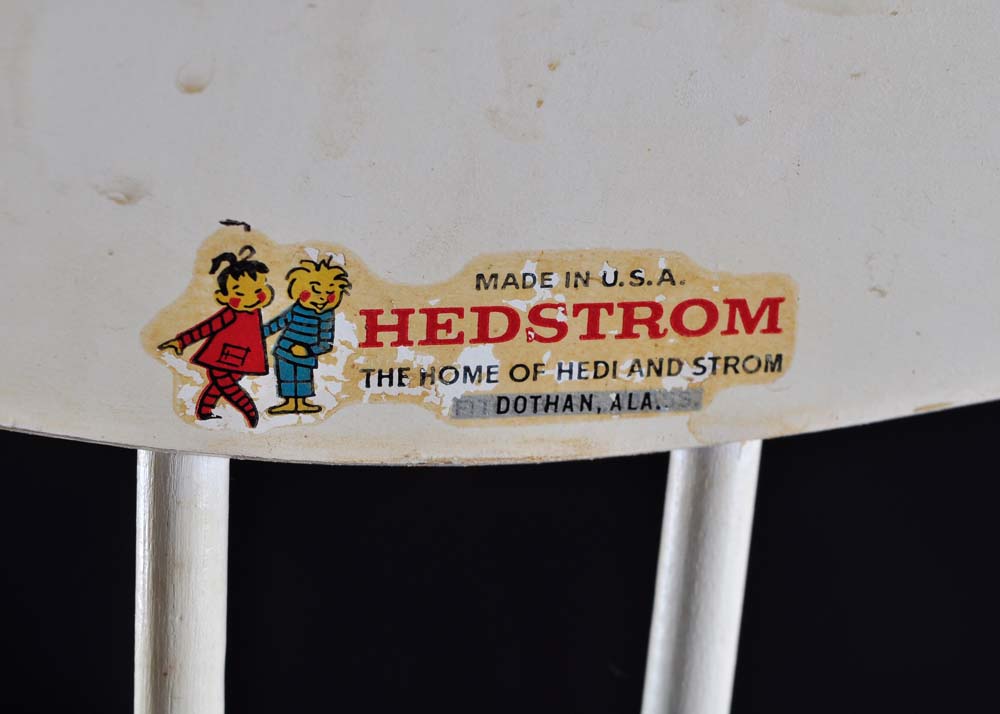 MADE IN U.S.A.
HEDSTROM
THE HOME OF HEDI AND STROM
DOTHAN, ALA.